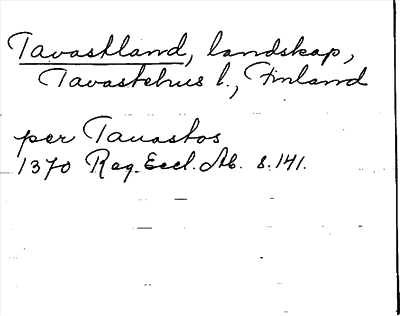 Tavastland, landskap,
Tavastehus l., Finland
per Tauastos
1370 Reg. Eccl. Ab. s. 141.